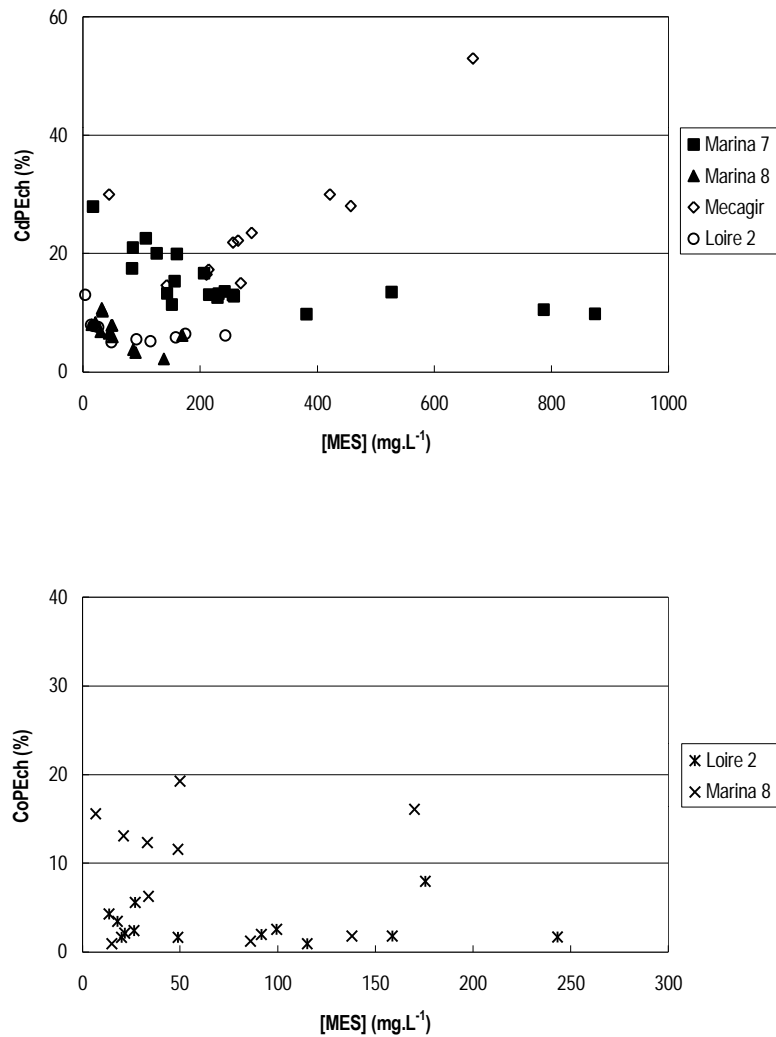 60
40
20
0
CdPEch (%)
0 200 400 600 800 1000
[MES] (mg.L-1)
Marina 7
Marina 8
Mecagir
Loire 2
40
30
20
10
0
CoPEch (%)
0 50 100 150 200 250 300
[MES] (mg.L-1)
Loire 2
Marina 8